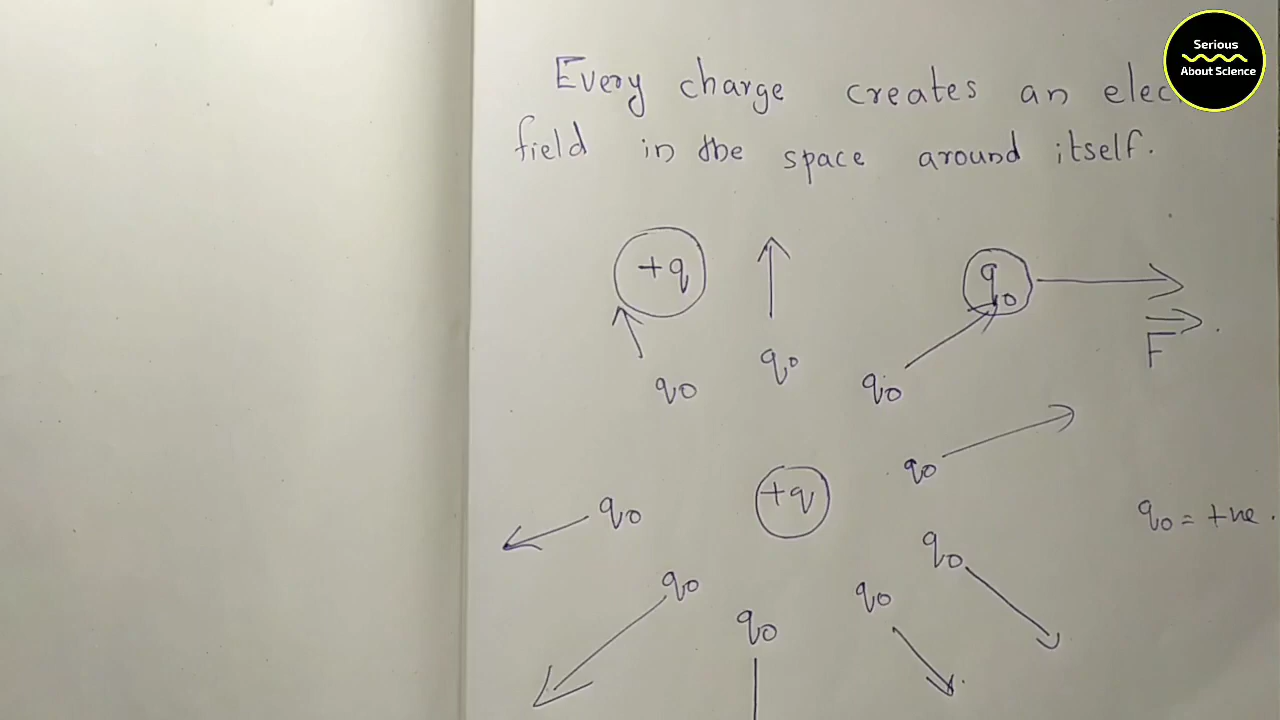 Serious
About Science
Every charge creates an elec
field in the space around itself.
+q
q0
F
q0
q0
q0
q0
+q
q0
q0 = +ve.
q0
q0
q0
q0